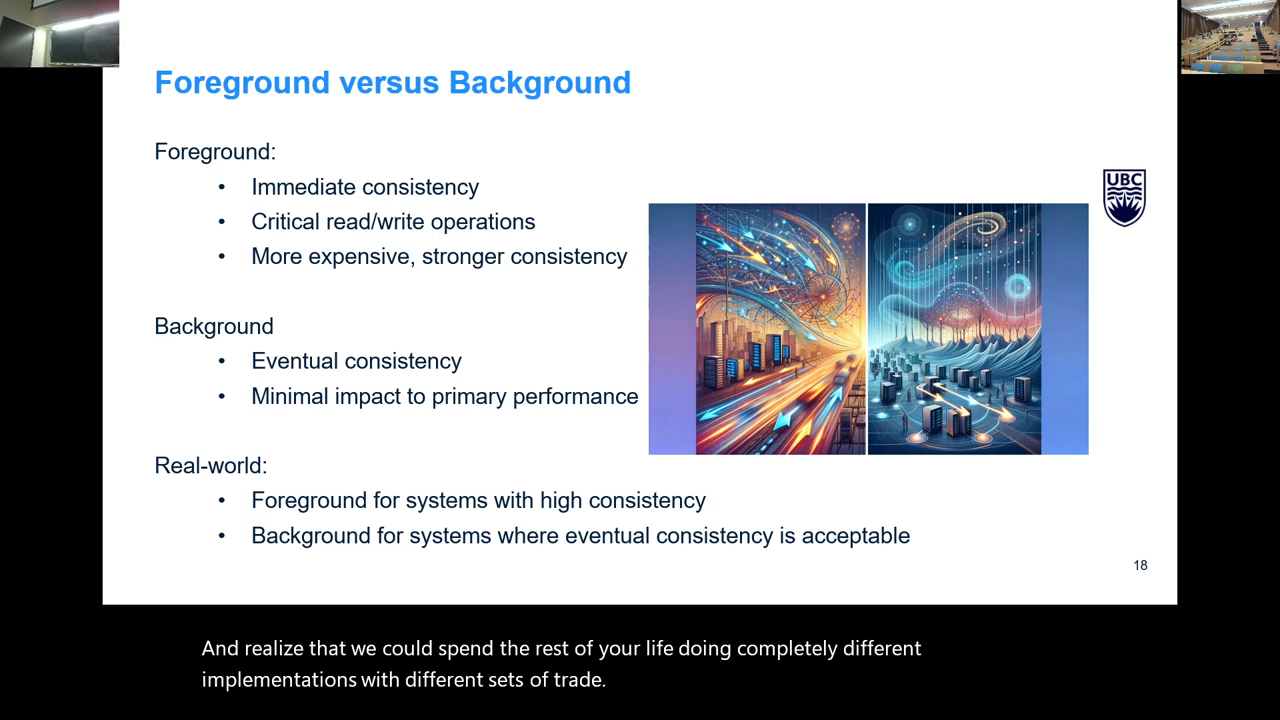 Foreground versus Background
Foreground:
• Immediate consistency
• Critical read/write operations
• More expensive, stronger consistency
UBC
Background
• Eventual consistency
• Minimal impact to primary performance
Real-world:
• Foreground for systems with high consistency
• Background for systems where eventual consistency is acceptable
18
And realize that we could spend the rest of your life doing completely different
implementations with different sets of trade.